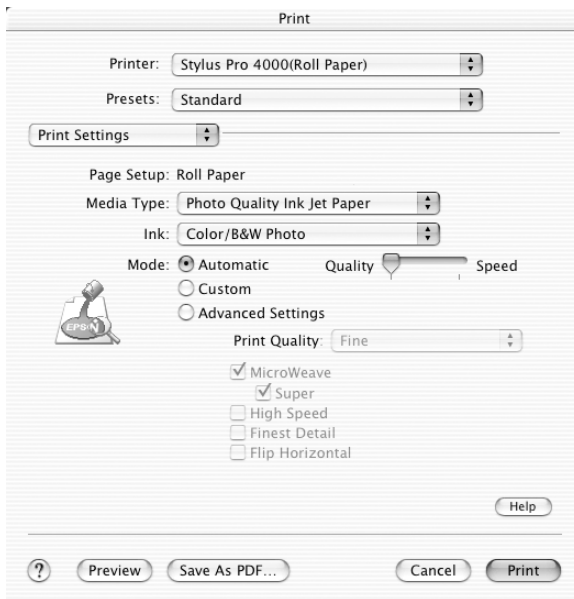 Print
Printer: Stylus Pro 4000(Roll Paper)
Presets: Standard
Print Settings
Page Setup: Roll Paper
Media Type: Photo Quality Ink Jet Paper
Ink: Color/B&W Photo
Mode: Automatic Quality Speed
Custom
Advanced Settings
EPSON
Print Quality: Fine
MicroWeave
Super
High Speed
Finest Detail
Flip Horizontal
Help
? Preview Save As PDF... Cancel Print